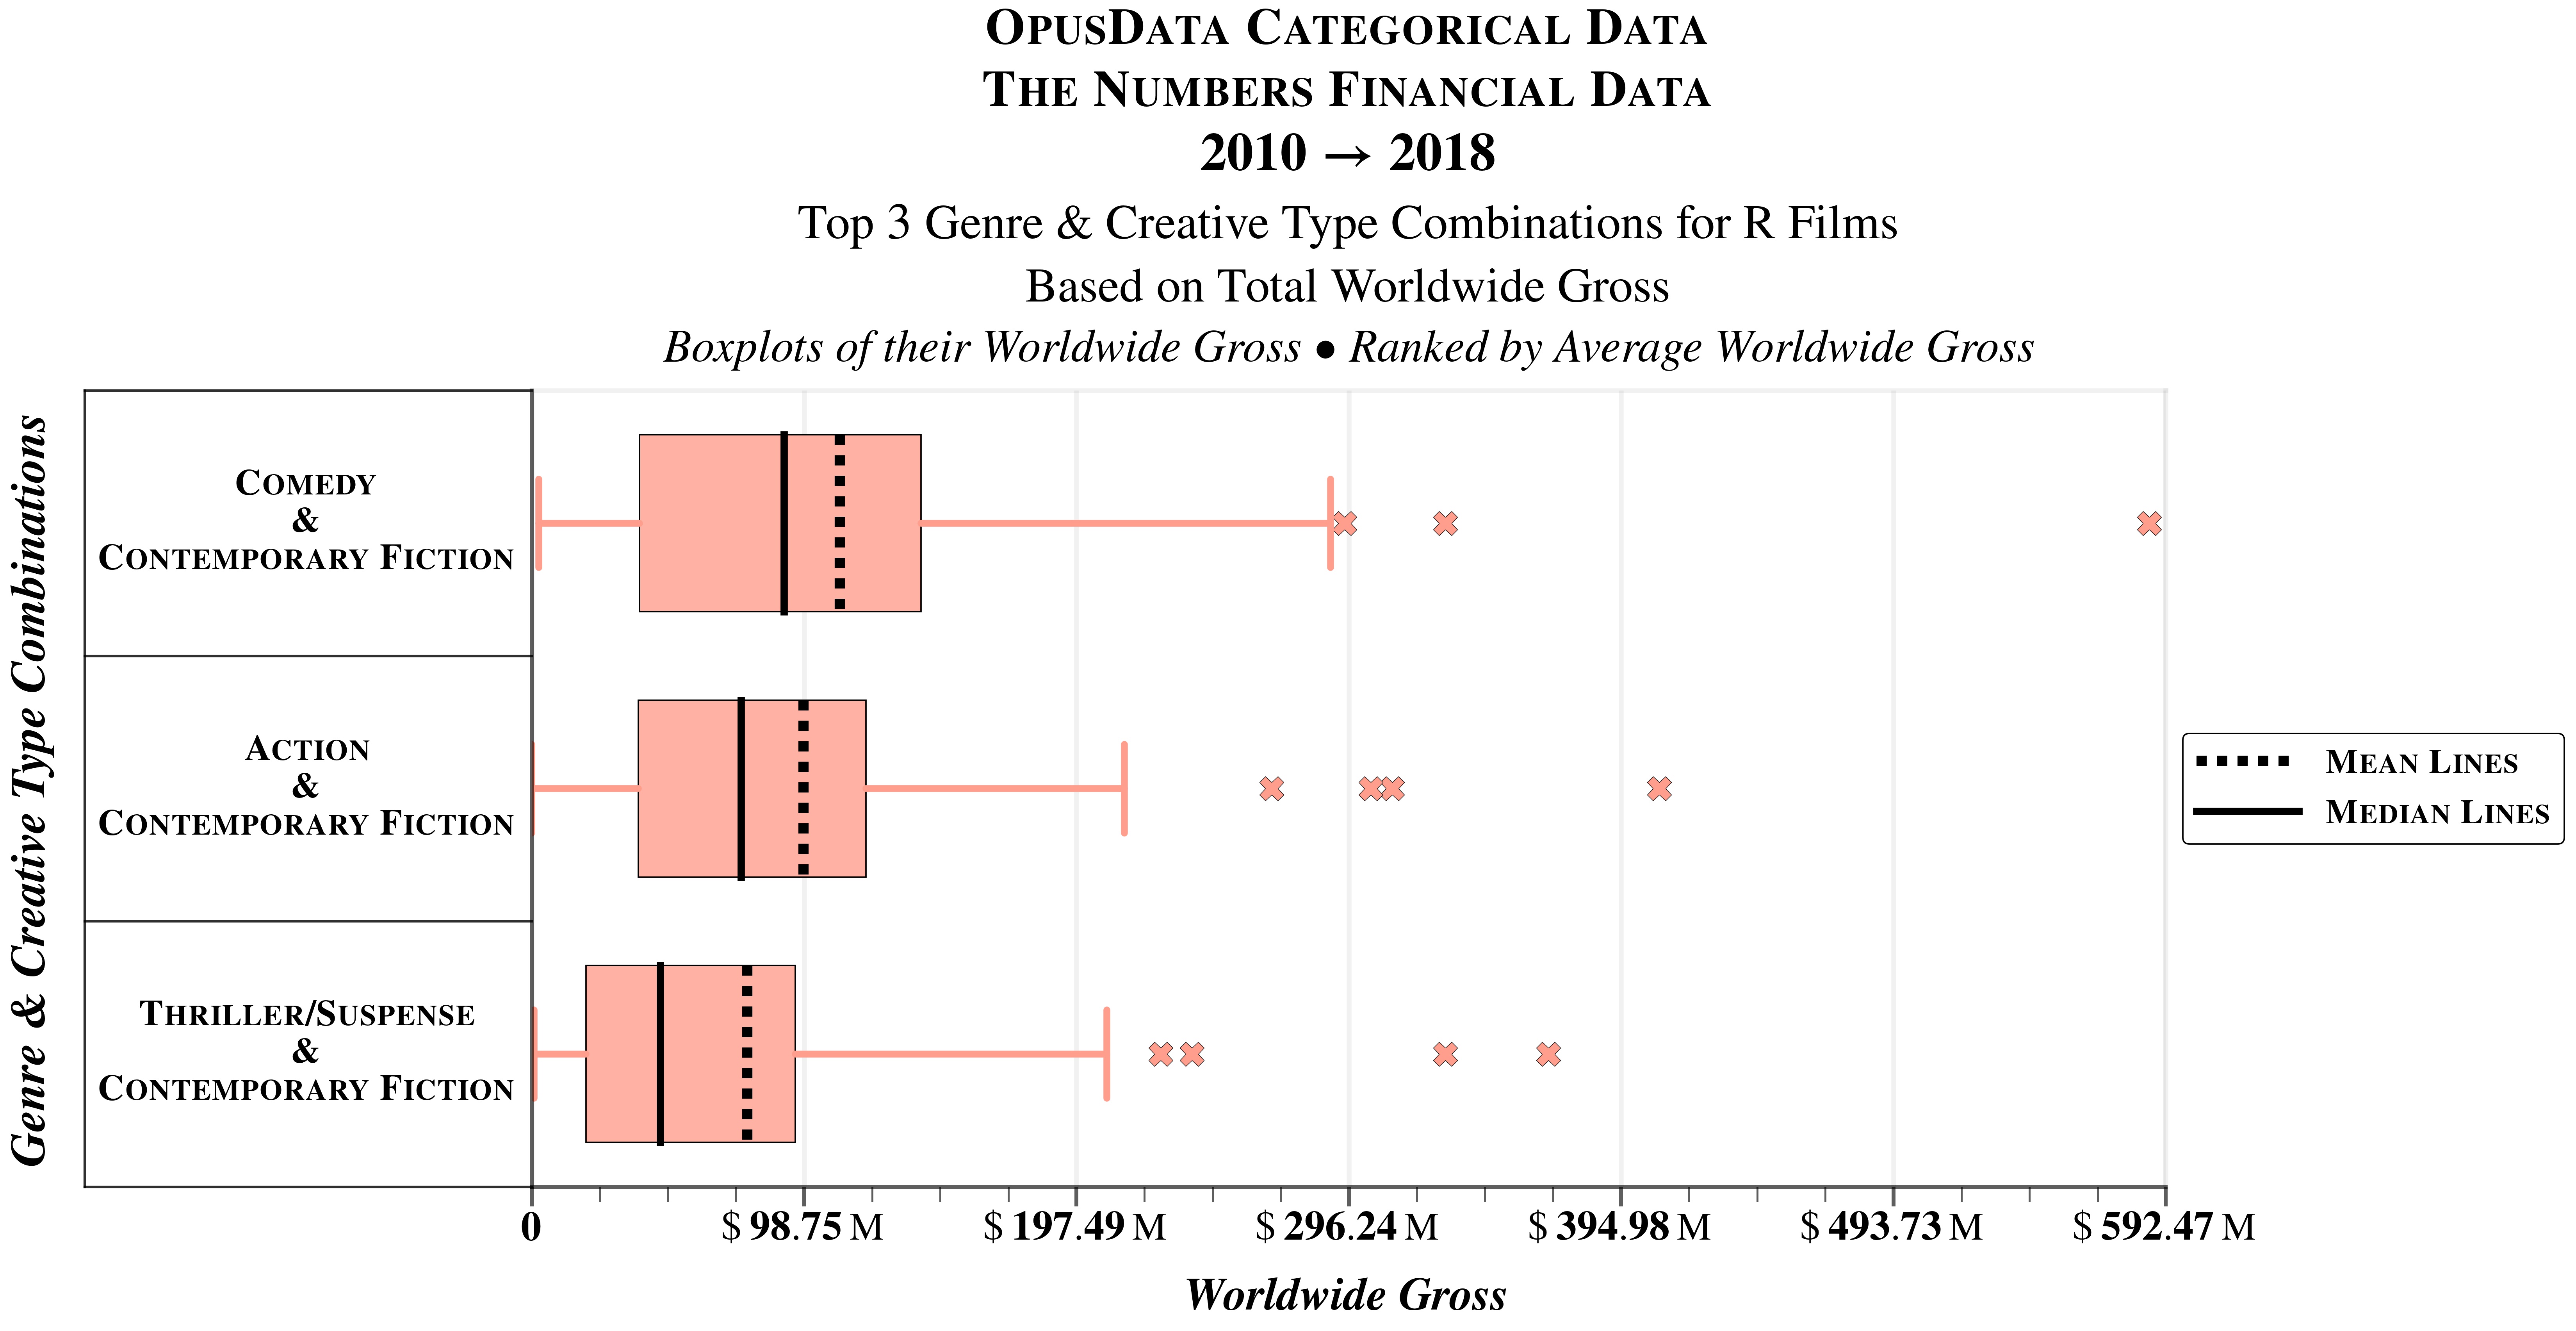 OpusData Categorical Data
The Numbers Financial Data
2010 → 2018
Top 3 Genre & Creative Type Combinations for R Films
Based on Total Worldwide Gross
Boxplots of their Worldwide Gross ● Ranked by Average Worldwide Gross
Genre & Creative Type Combinations
Comedy
&
Contemporary Fiction
Action
&
Contemporary Fiction
Thriller/Suspense
&
Contemporary Fiction
Mean Lines
Median Lines
0 $ 98.75 M $ 197.49 M $ 296.24 M $ 394.98 M $ 493.73 M $ 592.47 M
Worldwide Gross